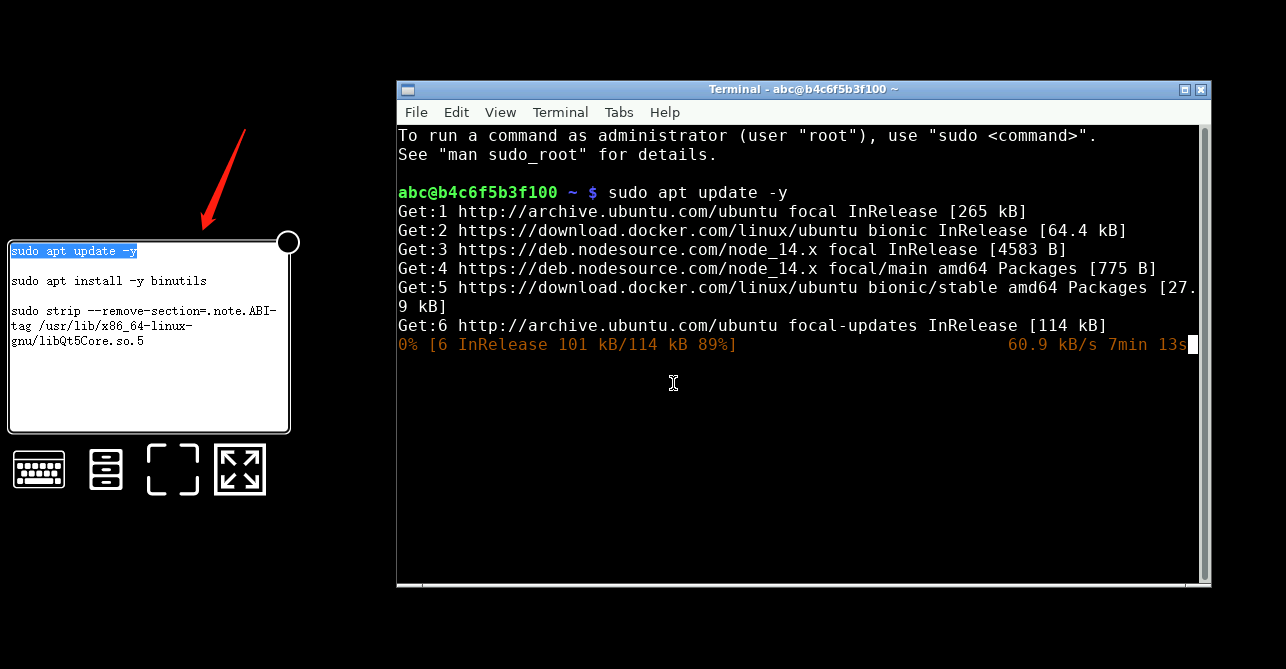 sudo apt update -y
sudo apt install -y binutils
sudo strip --remove-section=.note.ABI-
tag /usr/lib/x86_64-linux-
gnu/libQt5Core.so.5
Terminal - abc@b4c6f5b3f100 ~
File Edit View Terminal Tabs Help
To run a command as administrator (user "root"), use "sudo <command>".
See "man sudo_root" for details.
abc@b4c6f5b3f100 ~ $ sudo apt update -y
Get:1 http://archive.ubuntu.com/ubuntu focal InRelease [265 kB]
Get:2 https://download.docker.com/linux/ubuntu bionic InRelease [64.4 kB]
Get:3 https://deb.nodesource.com/node_14.x focal InRelease [4583 B]
Get:4 https://deb.nodesource.com/node_14.x focal/main amd64 Packages [775 B]
Get:5 https://download.docker.com/linux/ubuntu bionic/stable amd64 Packages [27.
9 kB]
Get:6 http://archive.ubuntu.com/ubuntu focal-updates InRelease [114 kB]
0% [6 InRelease 101 kB/114 kB 89%] 60.9 kB/s 7min 13s